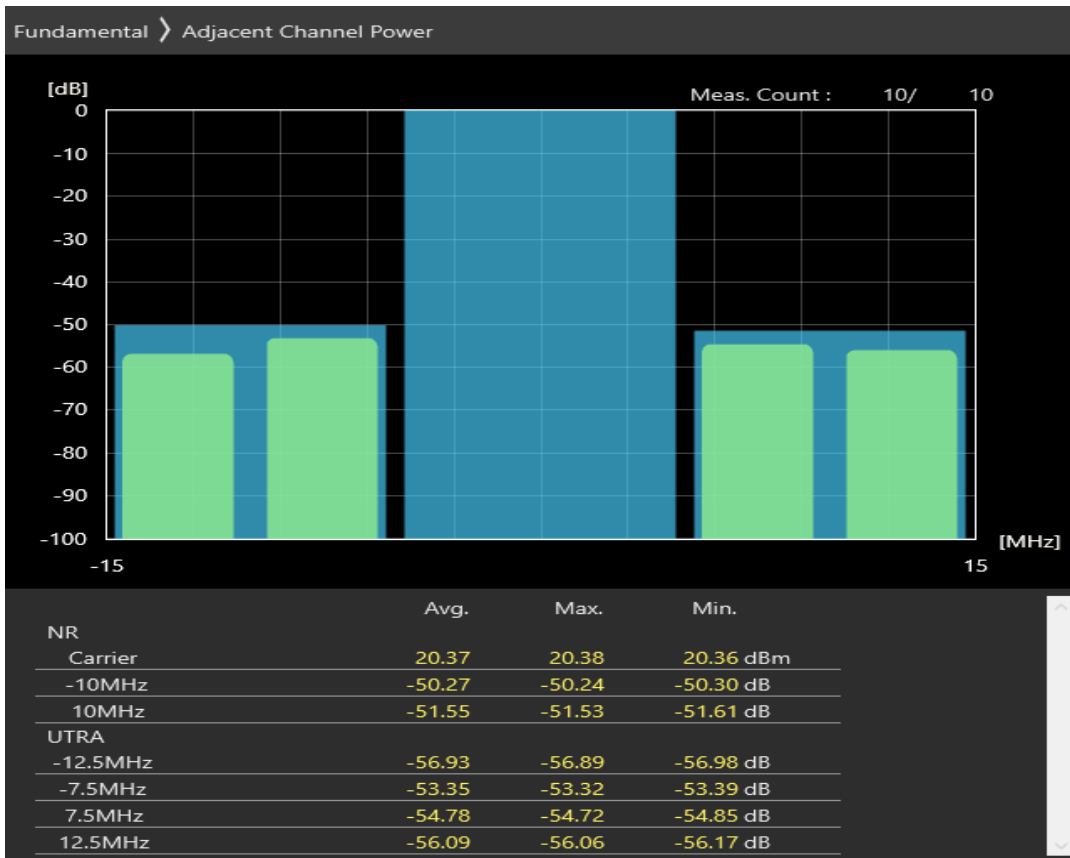 Fundamental 〉 Adjacent Channel Power
[dB]
Meas. Count : 10/ 10
0
-10
-20
-30
-40
-50
-60
-70
-80
-90
-100
[MHz]
-15 15
Avg. Max. Min.
NR
Carrier 20.37 20.38 20.36 dBm
-10MHz -50.27 -50.24 -50.30 dB
10MHz -51.55 -51.53 -51.61 dB
UTRA
-12.5MHz -56.93 -56.89 -56.98 dB
-7.5MHz -53.35 -53.32 -53.39 dB
7.5MHz -54.78 -54.72 -54.85 dB
12.5MHz -56.09 -56.06 -56.17 dB